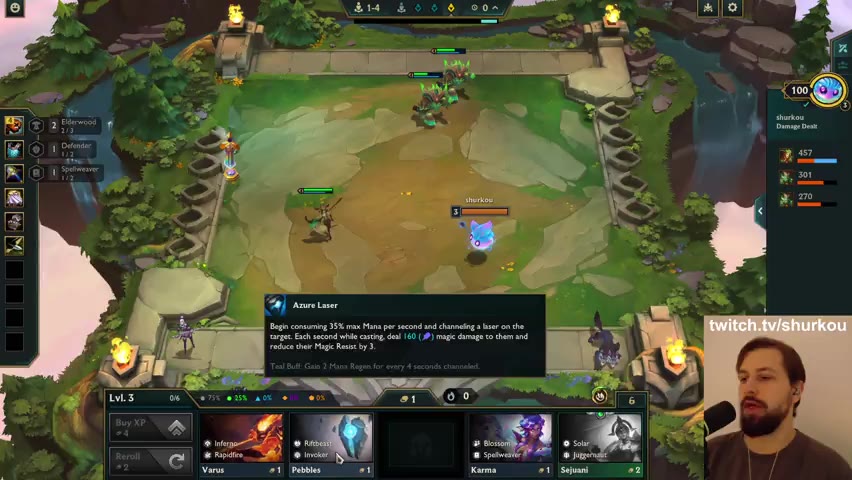 1-4
0
2
Elderwood
2 / 3
1
Defender
1 / 2
1
Spellweaver
1 / 2
100
3
shurkou
Damage Dealt
457
301
270
shurkou
3
Azure Laser
Begin consuming 35% max Mana per second and channeling a laser on the
target. Each second while casting, deal 160 ( ) magic damage to them and
reduce their Magic Resist by 3.
Teal Buff: Gain 2 Mana Regen for every 4 seconds channeled.
twitch.tv/shurkou
Lvl. 3
0/6
75%
25%
0%
0%
0%
1
0
6
Buy XP
4
Reroll
2
Inferno
Rapidfire
Varus
1
Riftbeast
Invoker
Pebbles
1
Blossom
Spellweaver
Karma
1
Solar
Juggernaut
Sejuani
2